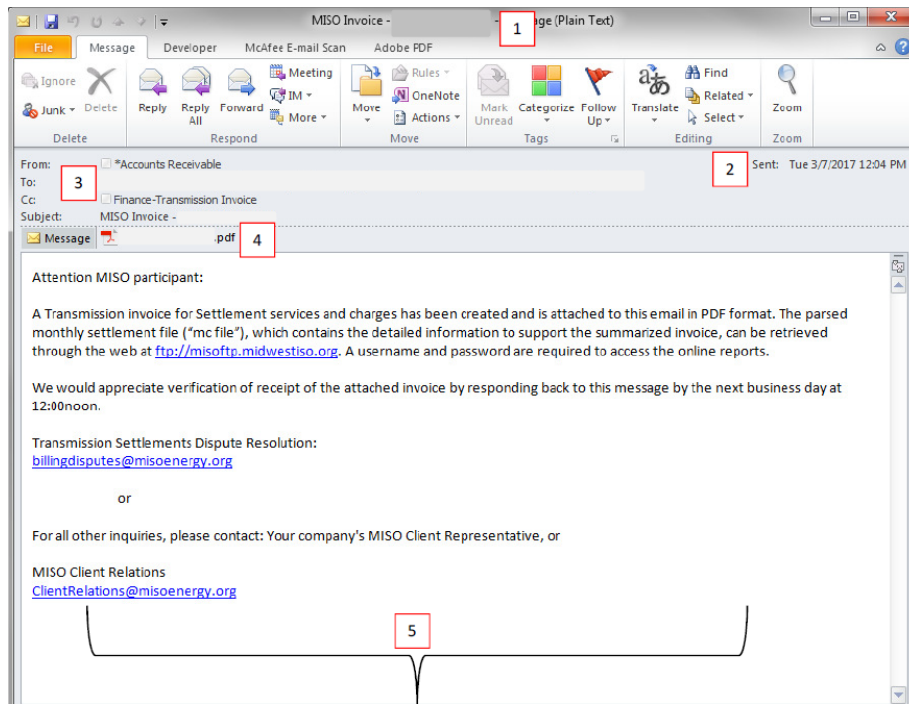 MISO Invoice - - ge (Plain Text)
1
File Message Developer McAfee E-mail Scan Adobe PDF
Ignore
Junk
Delete
Reply
Reply All
Forward
Meeting
IM
More
Move
Rules
OneNote
Actions
Mark Unread
Categorize
Follow Up
Translate
Find
Related
Select
Zoom
Delete Respond Move Tags Editing Zoom
From: *Accounts Receivable
2
Sent: Tue 3/7/2017 12:04 PM
To:
3
Cc: Finance-Transmission Invoice
Subject: MISO Invoice -
Message .pdf
4
Attention MISO participant:
A Transmission invoice for Settlement services and charges has been created and is attached to this email in PDF format. The parsed
monthly settlement file (“mc file”), which contains the detailed information to support the summarized invoice, can be retrieved
through the web at ftp://misoftp.midwestiso.org. A username and password are required to access the online reports.
We would appreciate verification of receipt of the attached invoice by responding back to this message by the next business day at
12:00noon.
Transmission Settlements Dispute Resolution:
billingdisputes@misoenergy.org
or
For all other inquiries, please contact: Your company's MISO Client Representative, or
MISO Client Relations
ClientRelations@misoenergy.org
5